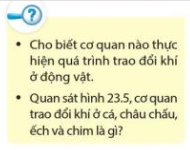 ?
• Cho biết cơ quan nào thực
hiện quá trình trao đổi khí
ở động vật.
• Quan sát hình 23.5, cơ quan
trao đổi khí ở cá, châu chấu,
ếch và chim là gì?